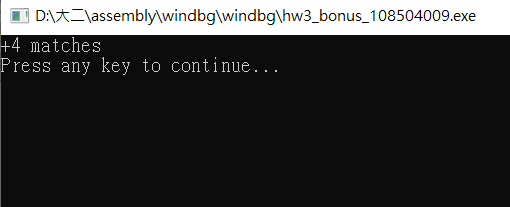 D:\大二\assembly\windbg\windbg\hw3_bonus_108504009.exe
+4 matches
Press any key to continue...